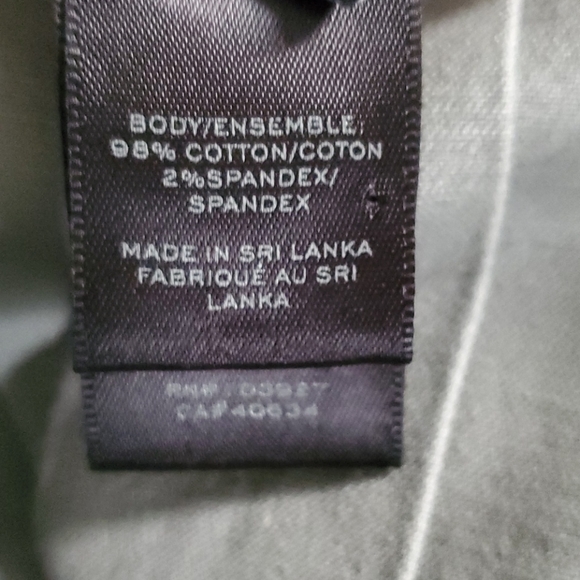 BODY/ENSEMBLE:
98% COTTON/COTON
2%SPANDEX/
SPANDEX
MADE IN SRI LANKA
FABRIQUÉ AU SRI
LANKA
CA#40634